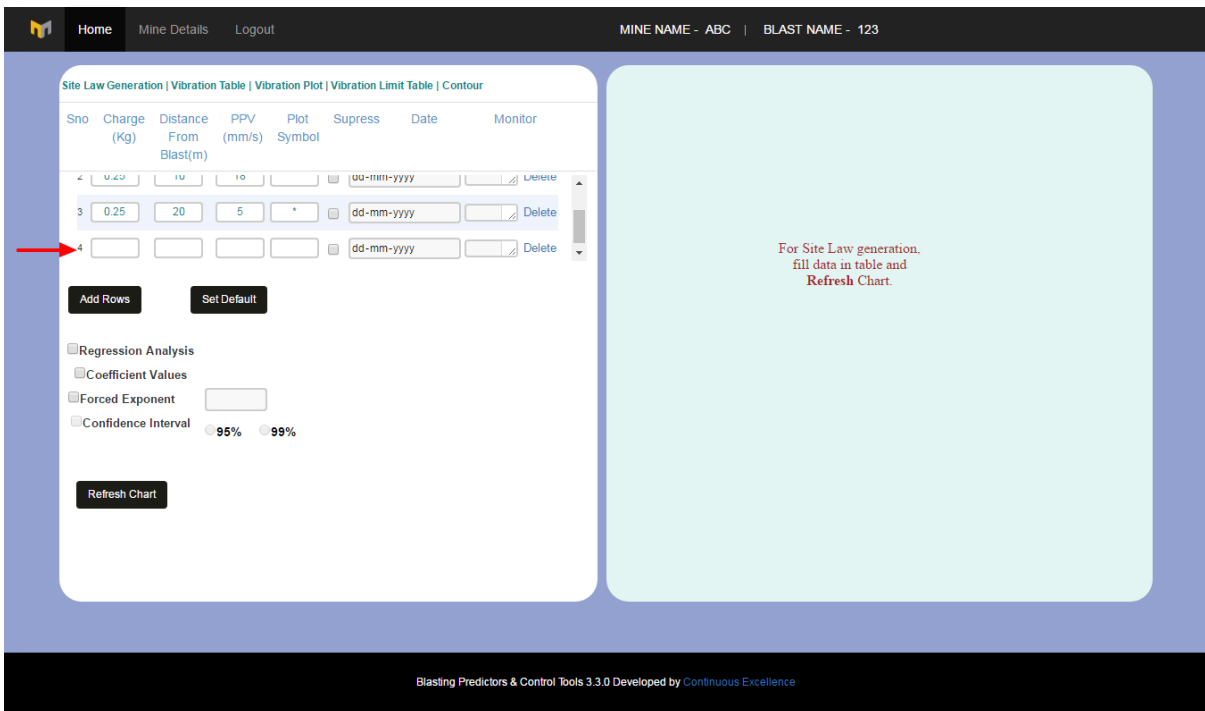 Home Mine Details Logout MINE NAME - ABC | BLAST NAME - 123
Site Law Generation | Vibration Table | Vibration Plot | Vibration Limit Table | Contour
Sno Charge Distance PPV Plot Supress Date Monitor
(Kg) From (mm/s) Symbol
Blast(m)
2 0.25 10 18 dd-mm-yyyy Delete
3 0.25 20 5 * dd-mm-yyyy Delete
4 dd-mm-yyyy Delete
Add Rows Set Default
Regression Analysis
Coefficient Values
Forced Exponent
Confidence Interval 95% 99%
Refresh Chart
For Site Law generation,
fill data in table and
Refresh Chart.
Blasting Predictors & Control Tools 3.3.0 Developed by Continuous Excellence